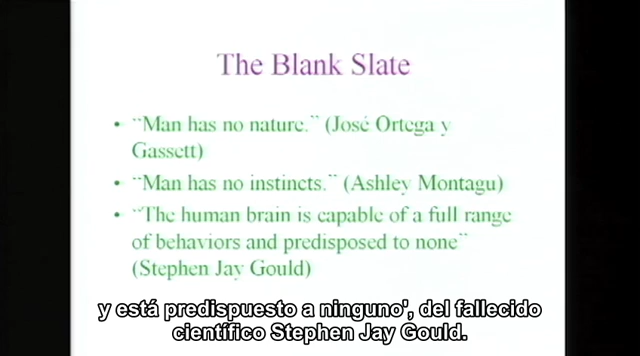 The Blank Slate
• "Man has no nature." (José Ortega y
Gassett)
• "Man has no instincts." (Ashley Montagu)
• "The human brain is capable of a full range
of behaviors and predisposed to none"
(Stephen Jay Gould)
y está predispuesto a ninguno', del fallecido
científico Stephen Jay Gould.